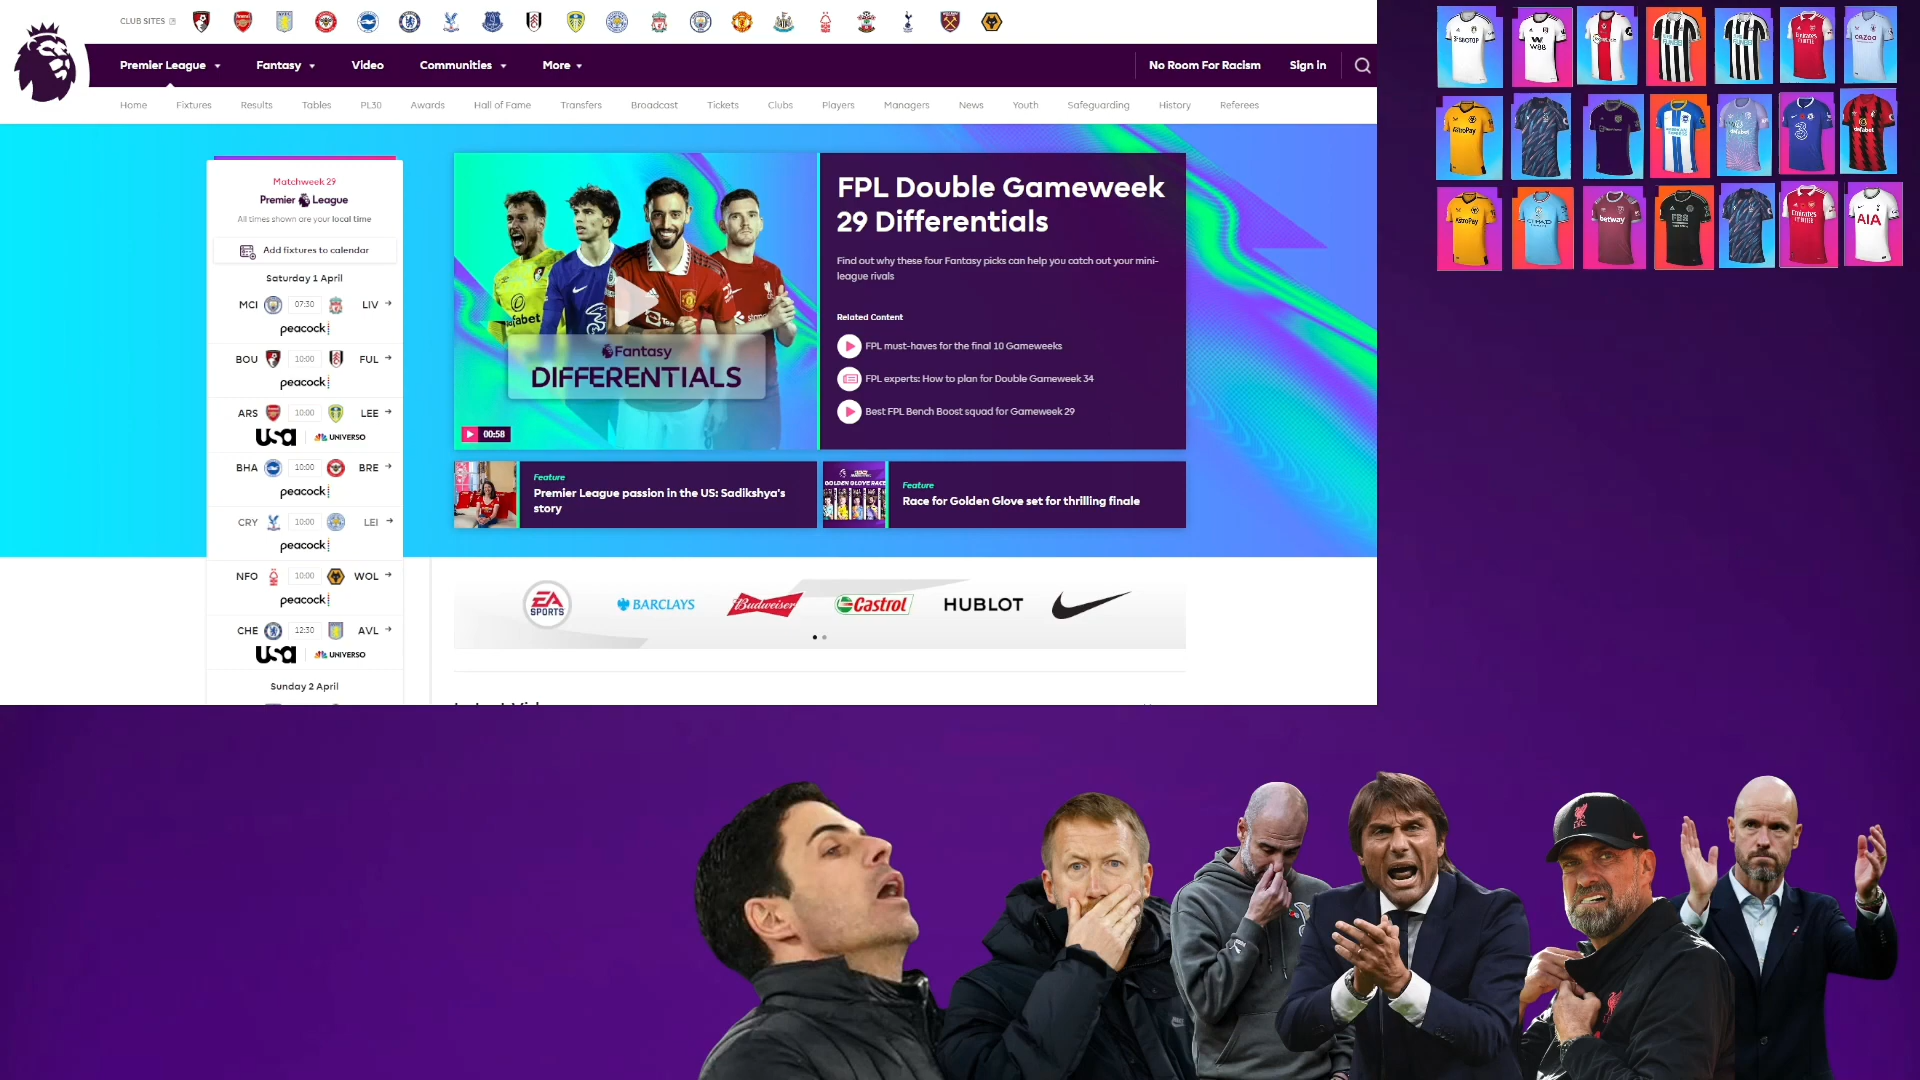 CLUB SITES
Premier League
Fantasy
Video
Communities
More
No Room For Racism
Sign in
Home
Fixtures
Results
Tables
PL30
Awards
Hall of Fame
Transfers
Broadcast
Tickets
Clubs
Players
Managers
News
Youth
Safeguarding
History
Referees
Matchweek 29
Premier League
All times shown are your local time
Add fixtures to calendar
Saturday 1 April
MCI 07:30 LIV
peacock
BOU 10:00 FUL
peacock
ARS 10:00 LEE
USA UNIVERSO
BHA 10:00 BRE
peacock
CRY 10:00 LEI
peacock
NFO 10:00 WOL
peacock
CHE 12:30 AVL
USA UNIVERSO
Sunday 2 April
Fantasy
DIFFERENTIALS
00:58
FPL Double Gameweek
29 Differentials
Find out why these four Fantasy picks can help you catch out your mini-
league rivals
Related Content
FPL must-haves for the final 10 Gameweeks
FPL experts: How to plan for Double Gameweek 34
Best FPL Bench Boost squad for Gameweek 29
Feature
Premier League passion in the US: Sadikshya's
story
GOLDEN GLOVE RACE
Feature
Race for Golden Glove set for thrilling finale
EA
SPORTS
BARCLAYS
Budweiser
Castrol
HUBLOT
W88
cazoo
AstroPay
3
dafabet
AstroPay
betway
FBS
AIA